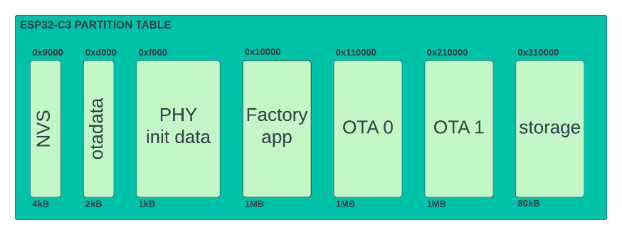 ESP32-C3 PARTITION TABLE
0x9000 0xd000 0xf000 0x10000 0x110000 0x210000 0x310000
NVS
otadata
PHY
init data
Factory
app
OTA 0
OTA 1
storage
4kB 2kB 1kB 1MB 1MB 1MB 80kB